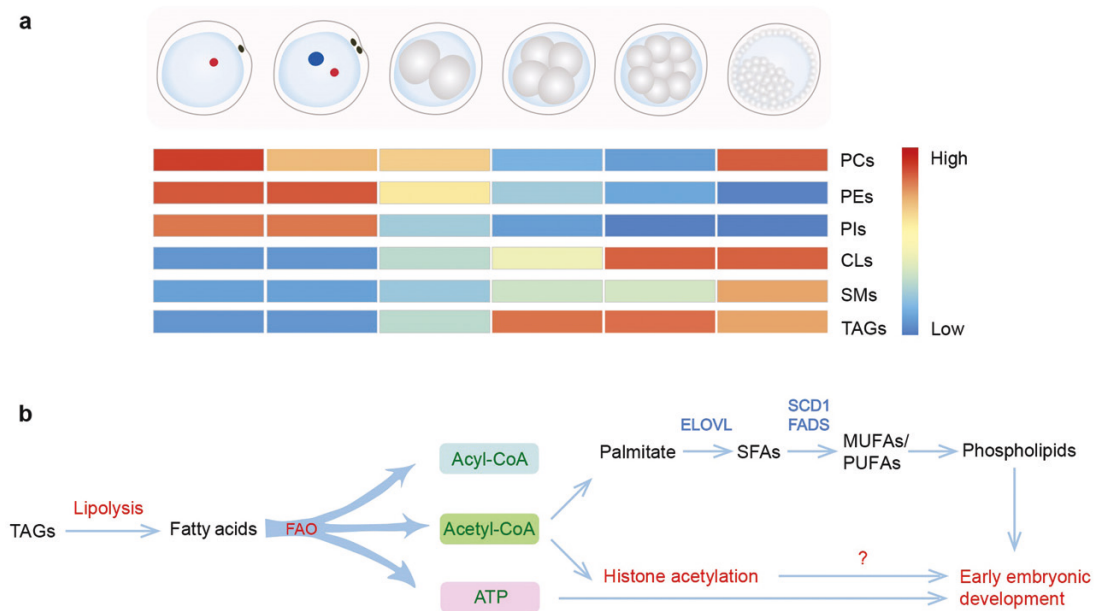 a
PCs
High
PEs
PIs
CLs
SMs
TAGs
Low
b
SCD1
ELOVL
FADS
Acyl-CoA
Palmitate
SFAs
MUFAs/
PUFAs
Phospholipids
Lipolysis
TAGs
Fatty acids
FAO
Acetyl-CoA
?
Histone acetylation
Early embryonic
development
ATP